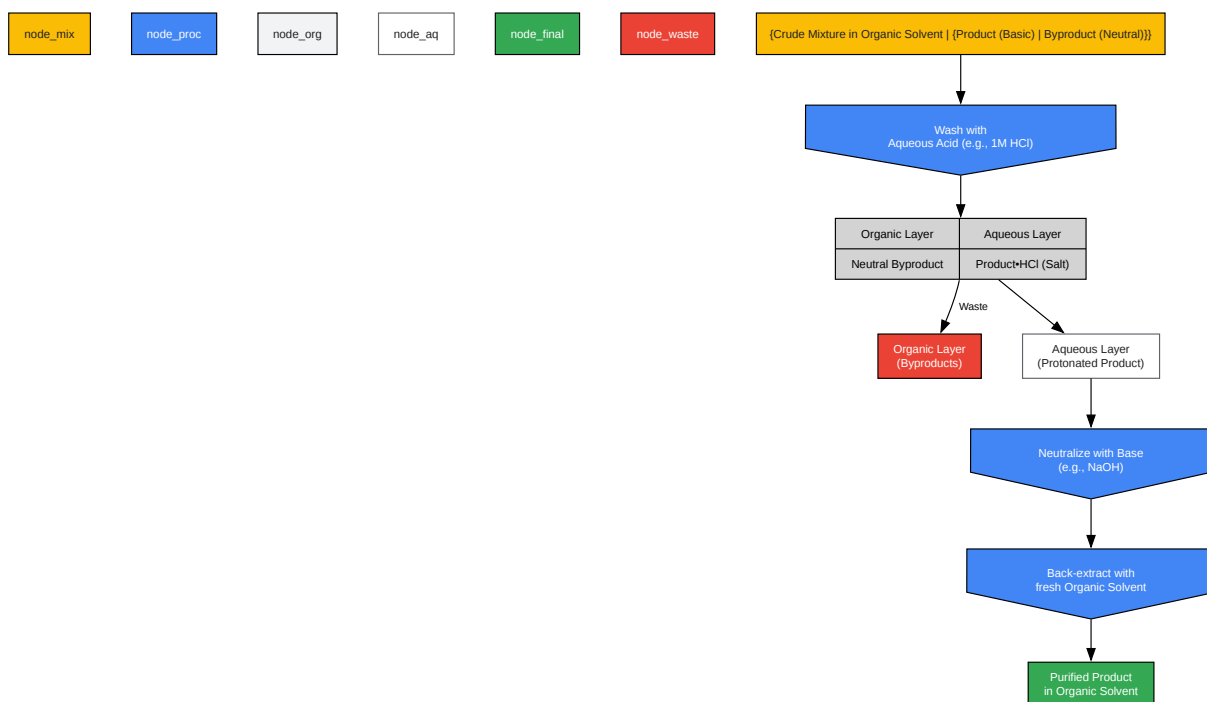 node_mix
node_proc
node_org
node_aq
node_final
node_waste
{Crude Mixture in Organic Solvent | {Product (Basic) | Byproduct (Neutral)}}
Wash with
Aqueous Acid (e.g., 1M HCl)
Organic Layer
Aqueous Layer
Neutral Byproduct
Product•HCl (Salt)
Waste
Organic Layer
(Byproducts)
Aqueous Layer
(Protonated Product)
Neutralize with Base
(e.g., NaOH)
Back-extract with
fresh Organic Solvent
Purified Product
in Organic Solvent